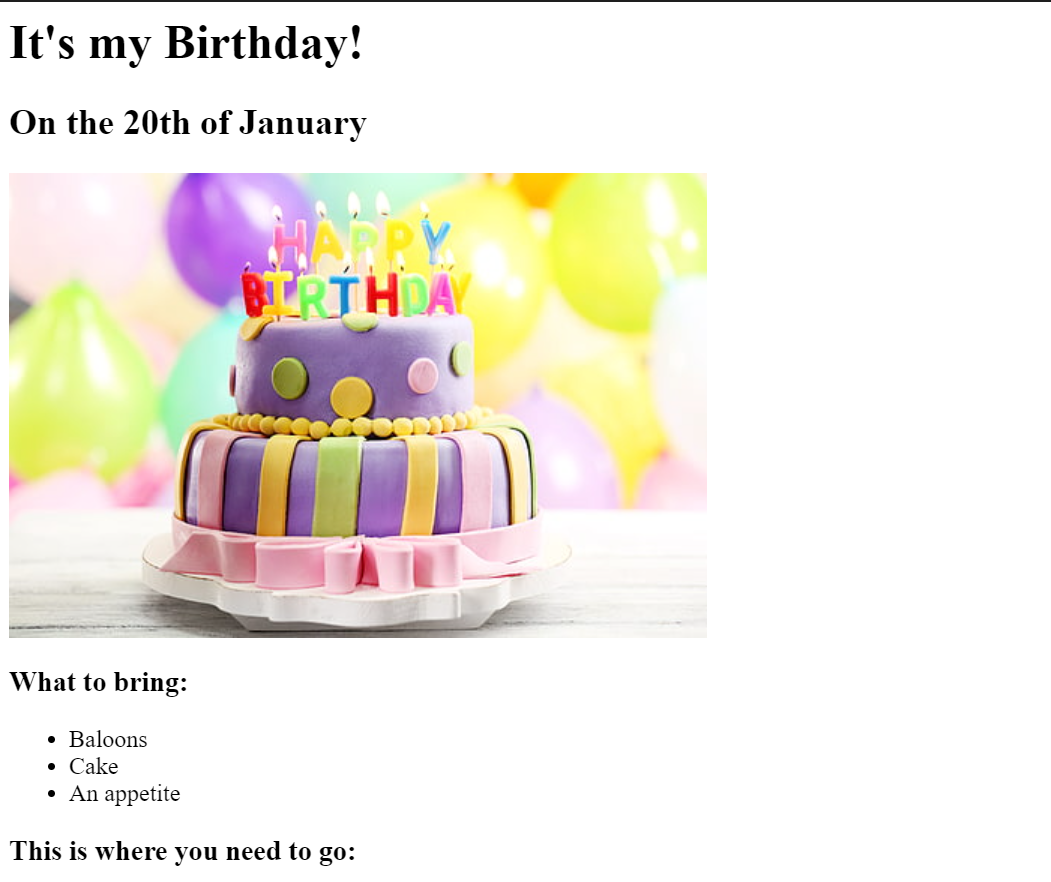 It's my Birthday!
On the 20th of January
HAPPY
BIRTHDAY
What to bring:
Baloons
Cake
An appetite
This is where you need to go: